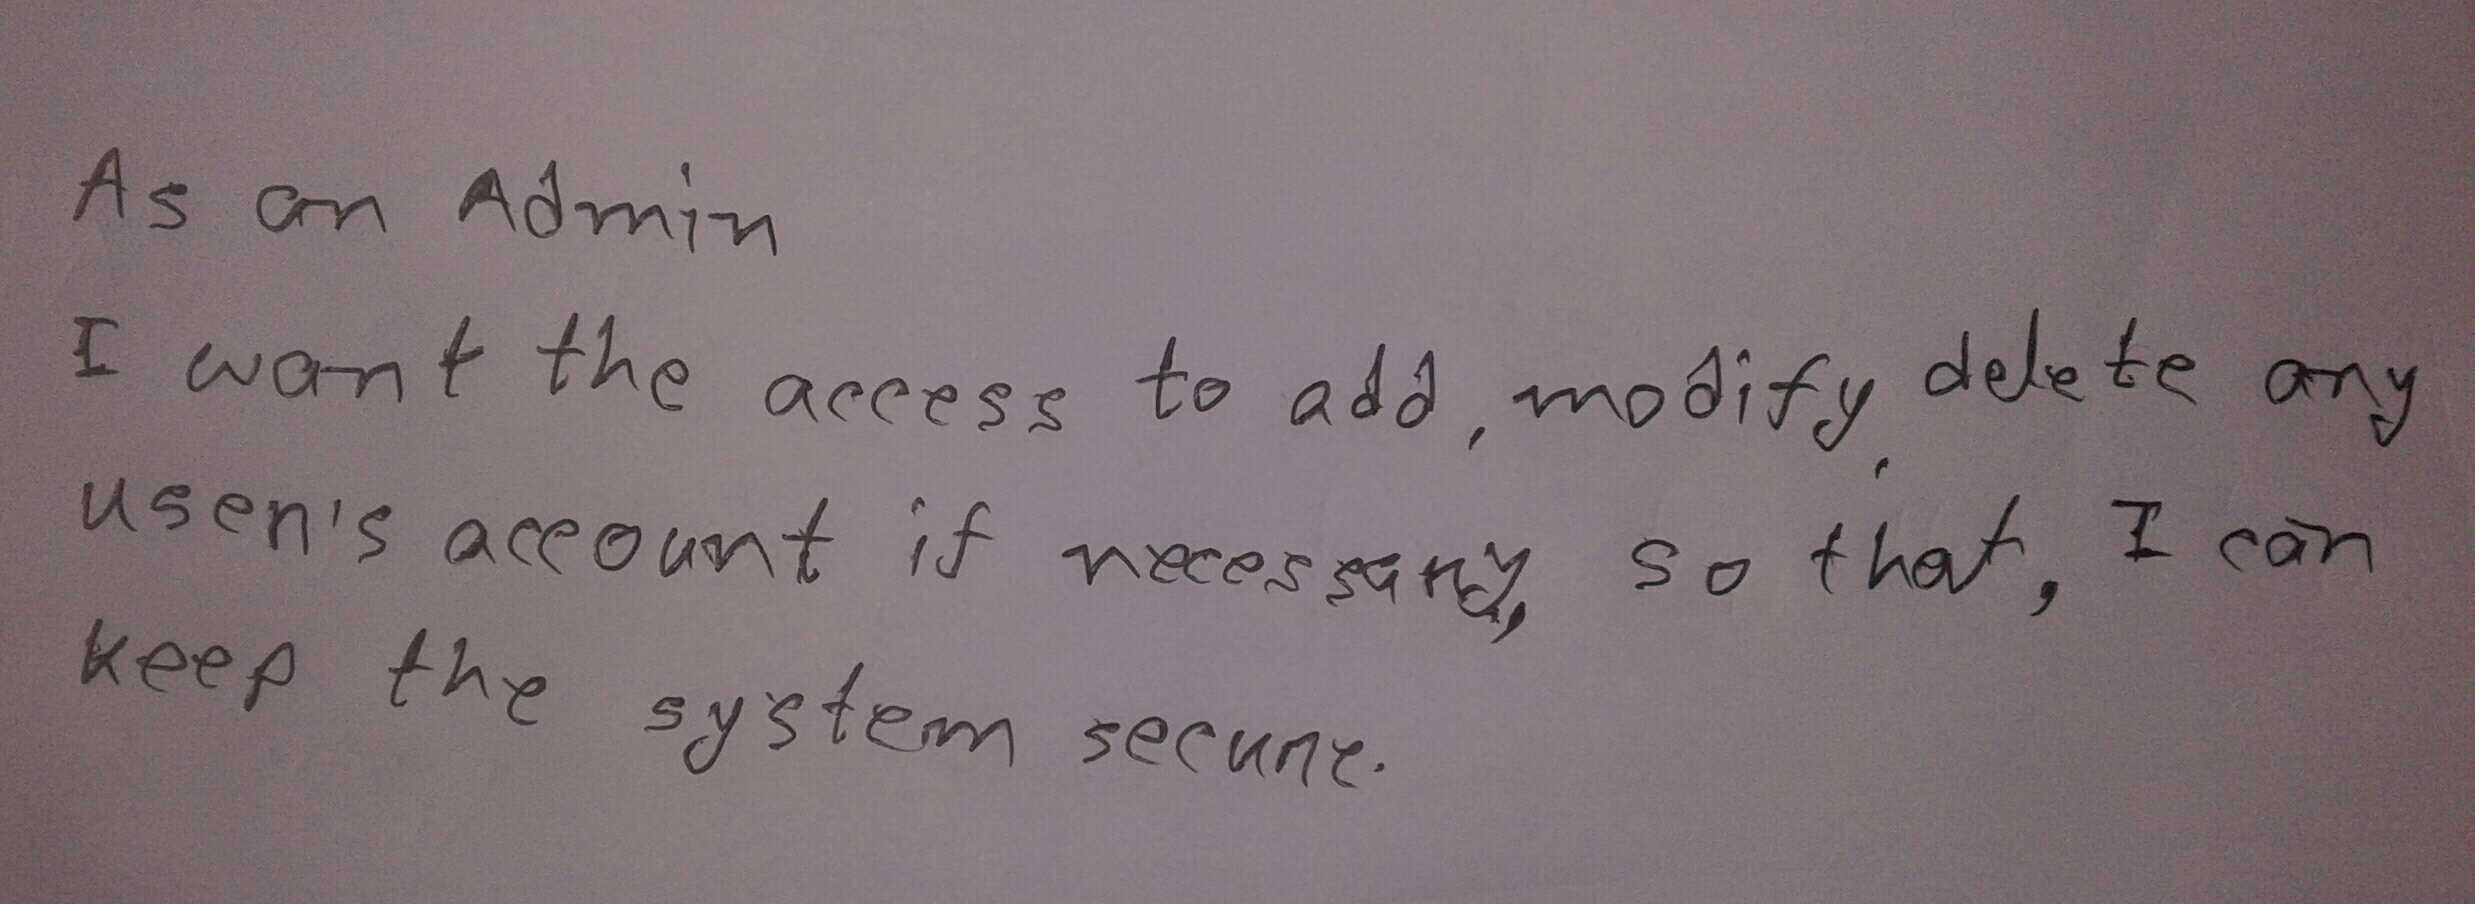 As an Admin
I want the access to add, modify, delete any
user's account if necessary, so that, I can
keep the system secure.